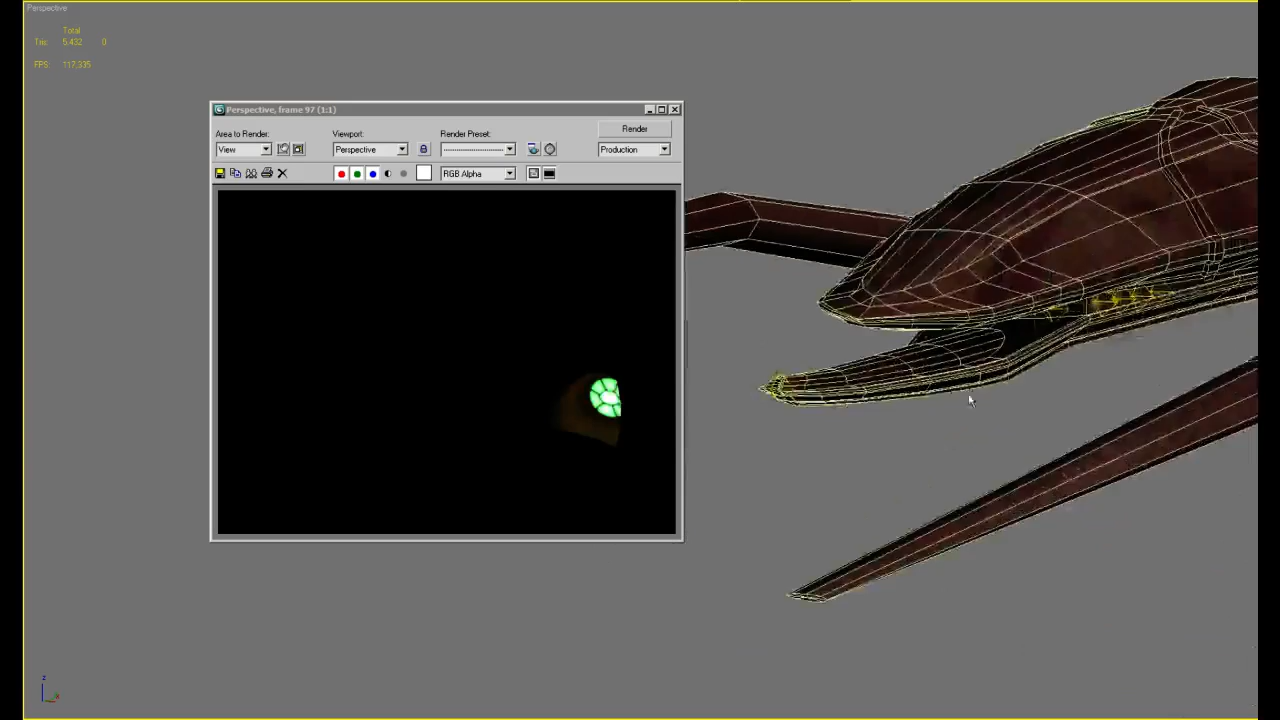 Perspective
Total
Tris: 5,432 0
FPS: 117,335
Perspective, frame 97 (1:1)
Area to Render: Viewport: Render Preset: Render
View Perspective Production
RGB Alpha
z
x